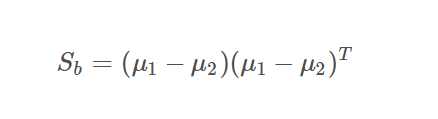 S_b = (μ_1 − μ_2)(μ_1 − μ_2)^T